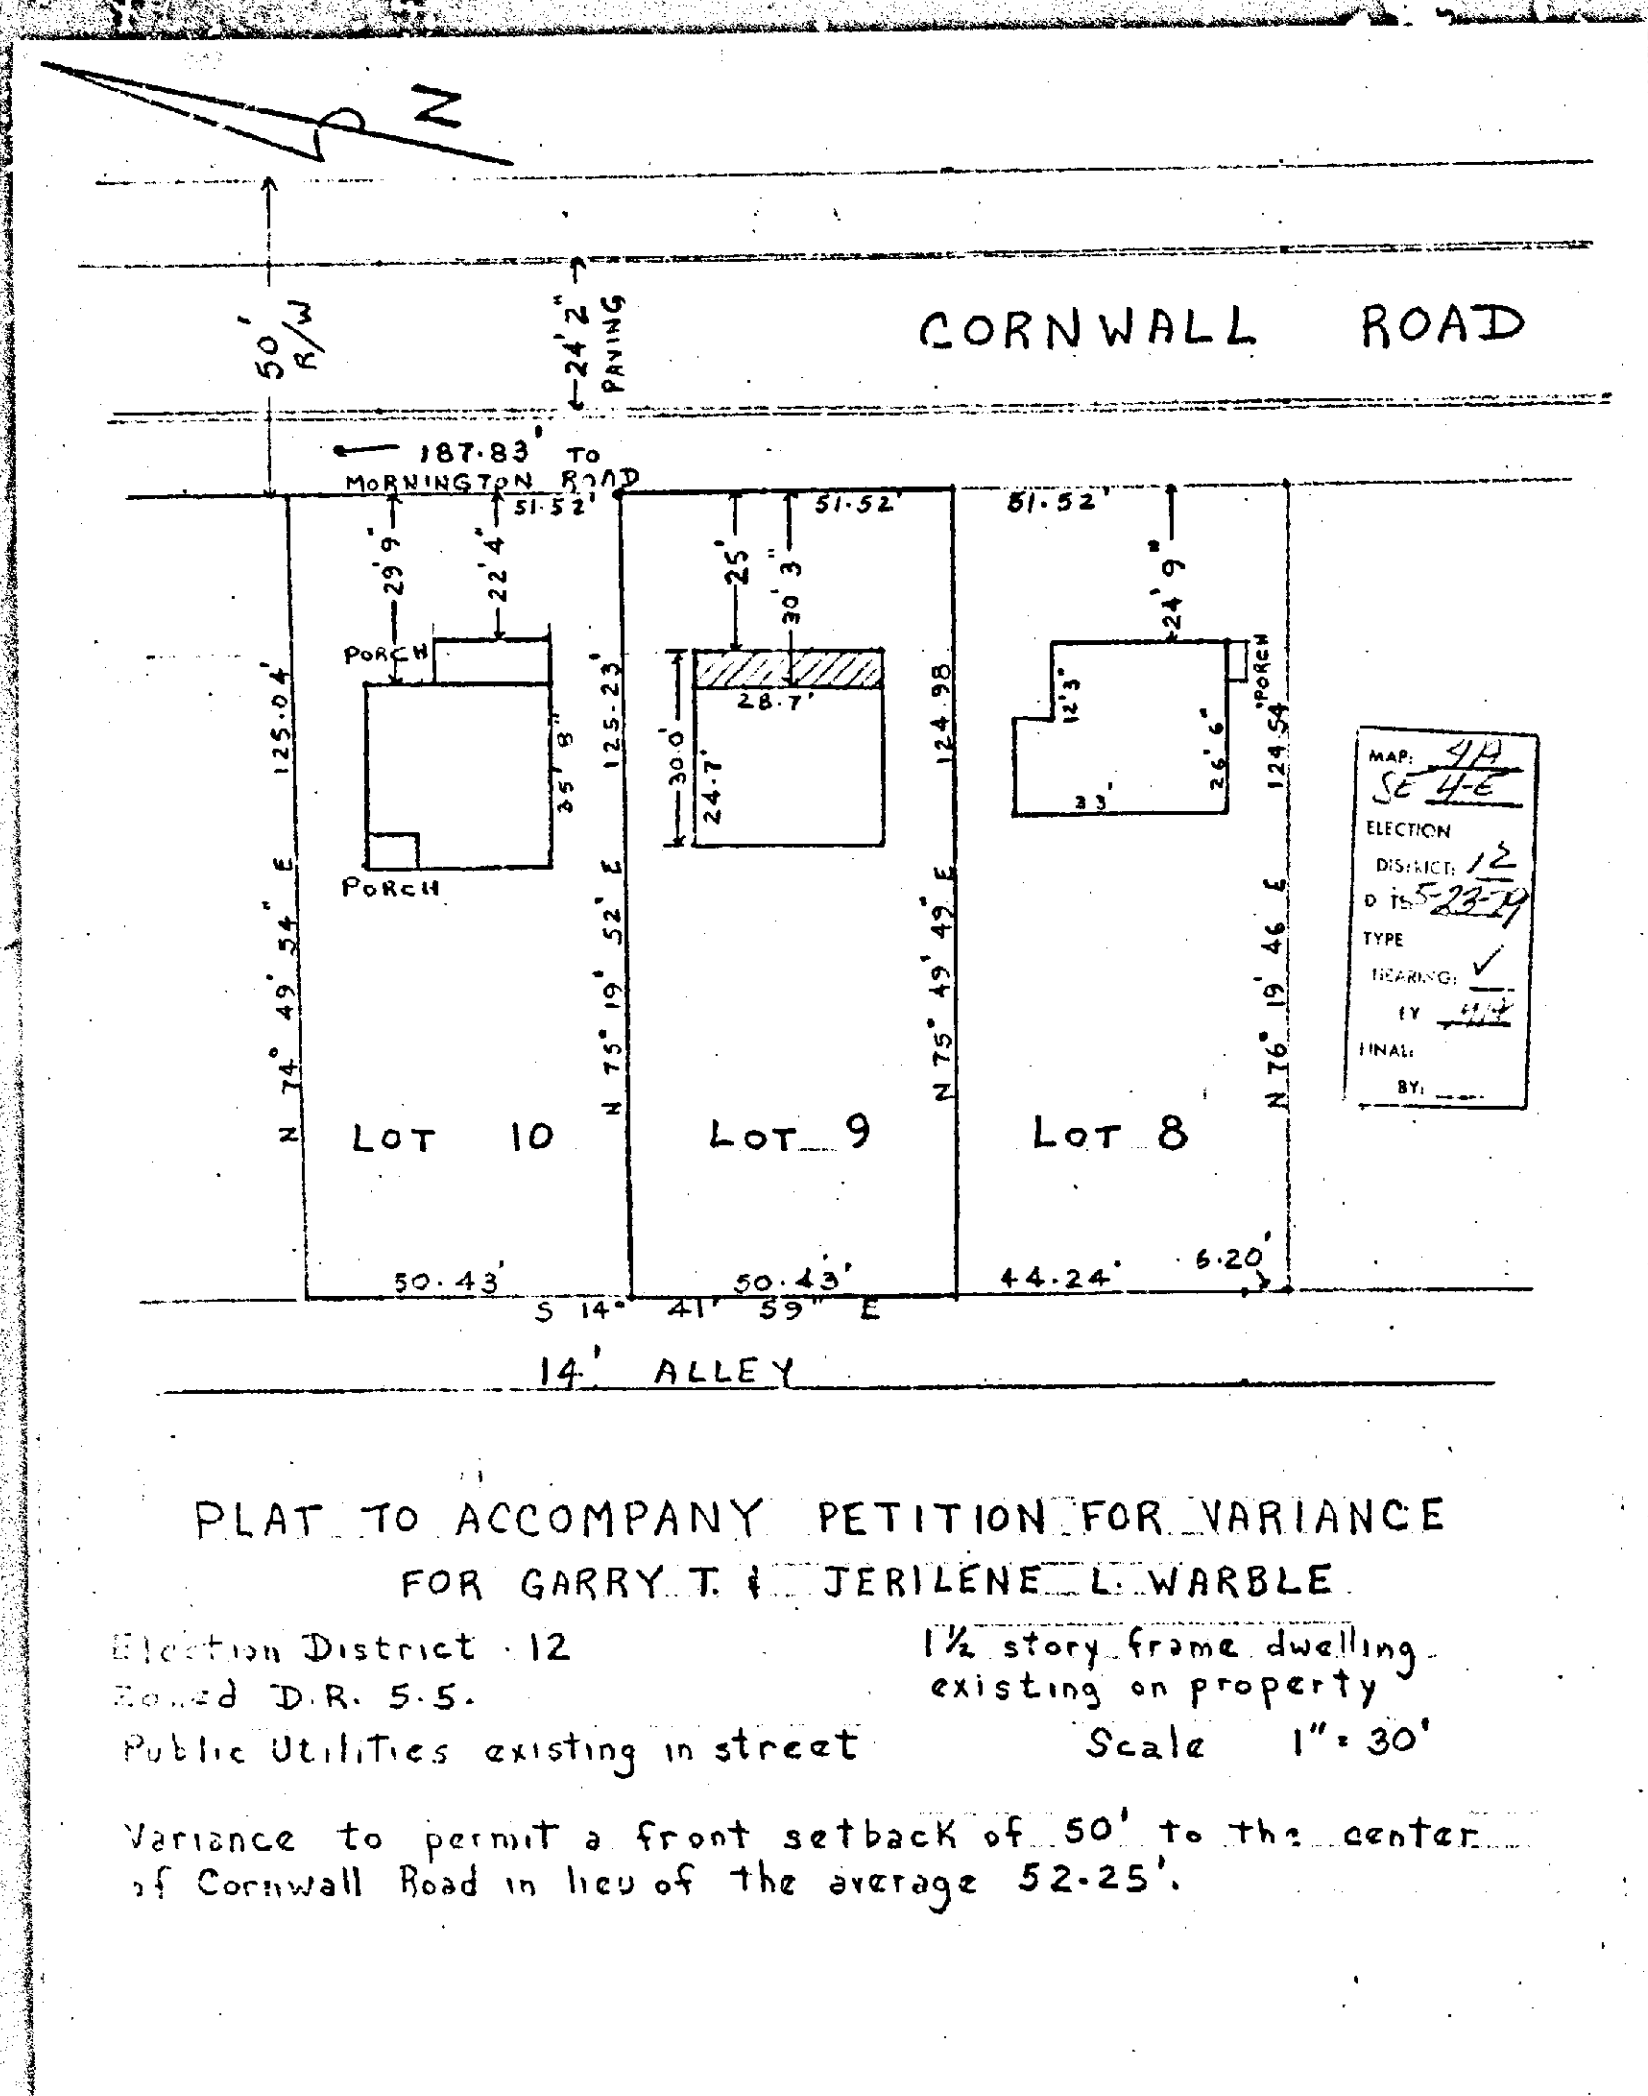 N
50'
R/W
24' 2"
PAVING
CORNWALL ROAD
187.83' TO
MORNINGTON ROAD
51.52'
51.52'
51.52'
29' 9"
22' 4"
25'
30' 3"
24' 9"
PORCH
PORCH
28.7'
12'3"
125.04'
35' 8"
125.23'
30.0'
24.7'
124.98
26' 6"
124.54
33'
PORCH
N 74° 49' 54" E
N 75° 19' 52' E
N 75° 49' 49" E
N 76° 19' 46 E
MAP: 4A
SE 4-E
ELECTION
DISTRICT: 12
5-23-79
TYPE
HEARING: ✓
BY
FINAL:
BY:
LOT 10
LOT 9
LOT 8
50.43'
50.43'
44.24'
6.20'
S 14° 41' 59" E
14' ALLEY
PLAT TO ACCOMPANY PETITION FOR VARIANCE
FOR GARRY T. & JERILENE L. WARBLE
Election District 12
1½ story frame dwelling
Zoned D.R. 5.5.
existing on property
Public Utilities existing in street
Scale 1" = 30'
Variance to permit a front setback of 50' to the center
of Cornwall Road in lieu of the average 52.25'.